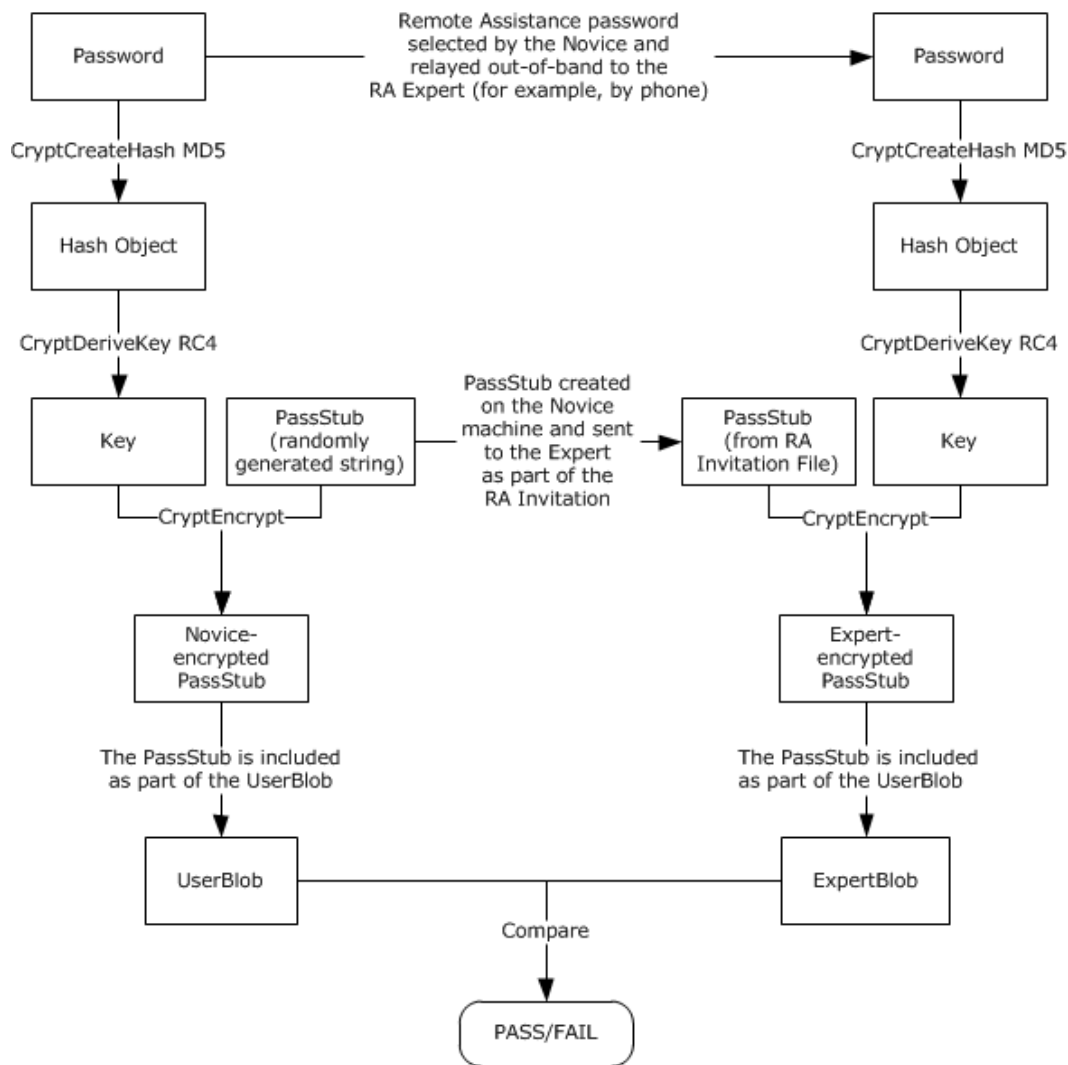 Password
Remote Assistance password
selected by the Novice and
relayed out-of-band to the
RA Expert (for example, by phone)
Password
CryptCreateHash MD5
CryptCreateHash MD5
Hash Object
Hash Object
CryptDeriveKey RC4
CryptDeriveKey RC4
Key
PassStub
(randomly
generated string)
PassStub created
on the Novice
machine and sent
to the Expert
as part of the
RA Invitation
PassStub
(from RA
Invitation File)
Key
CryptEncrypt
CryptEncrypt
Novice-
encrypted
PassStub
Expert-
encrypted
PassStub
The PassStub is included
as part of the UserBlob
The PassStub is included
as part of the UserBlob
UserBlob
ExpertBlob
Compare
PASS/FAIL